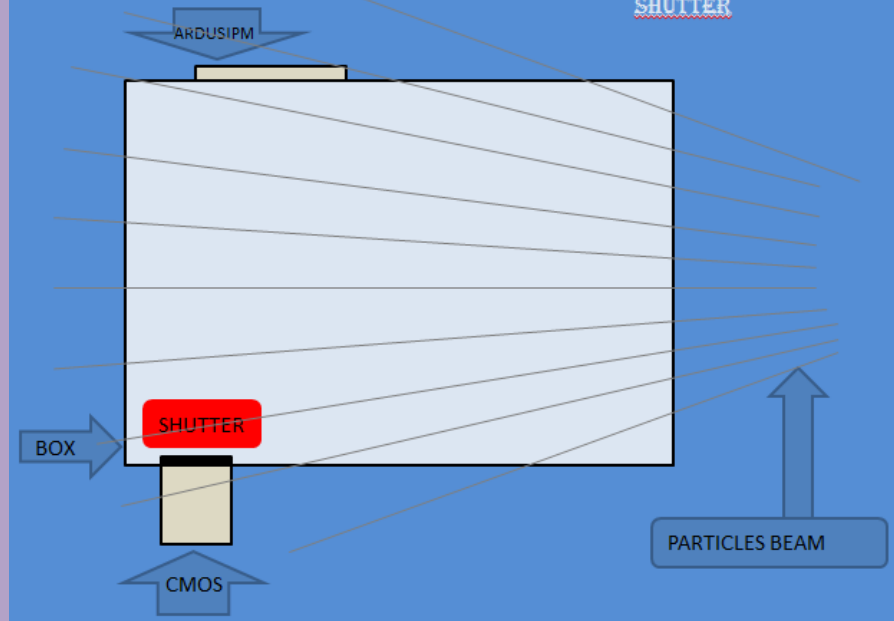 SHUTTER
ARDUSIPM
SHUTTER
BOX
PARTICLES BEAM
CMOS